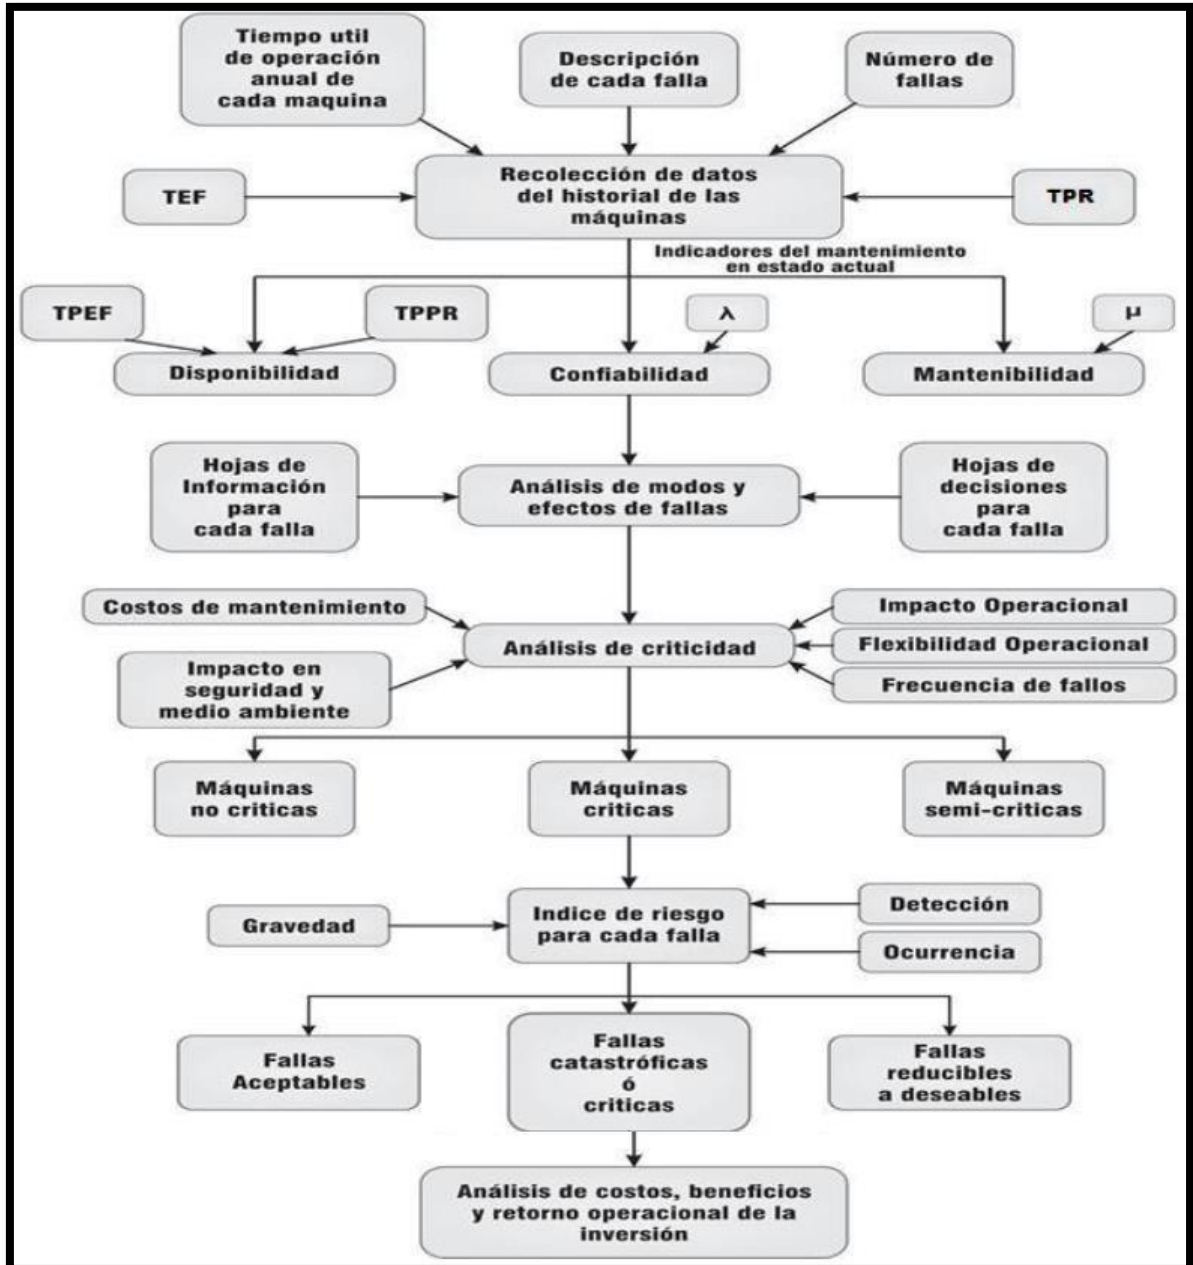 Tiempo util
de operación
anual de
cada maquina
Descripción
de cada falla
Número de
fallas
TEF
Recolección de datos
del historial de las
máquinas
TPR
Indicadores del mantenimiento
en estado actual
TPEF
TPPR
λ
μ
Disponibilidad
Confiabilidad
Mantenibilidad
Hojas de
Información
para
cada falla
Análisis de modos y
efectos de fallas
Hojas de
decisiones
para
cada falla
Costos de mantenimiento
Impacto en
seguridad y
medio ambiente
Análisis de criticidad
Impacto Operacional
Flexibilidad Operacional
Frecuencia de fallos
Máquinas
no criticas
Máquinas
criticas
Máquinas
semi-criticas
Gravedad
Indice de riesgo
para cada falla
Detección
Ocurrencia
Fallas
Aceptables
Fallas
catastróficas
ó
criticas
Fallas
reducibles
a deseables
Análisis de costos, beneficios
y retorno operacional de la
inversión